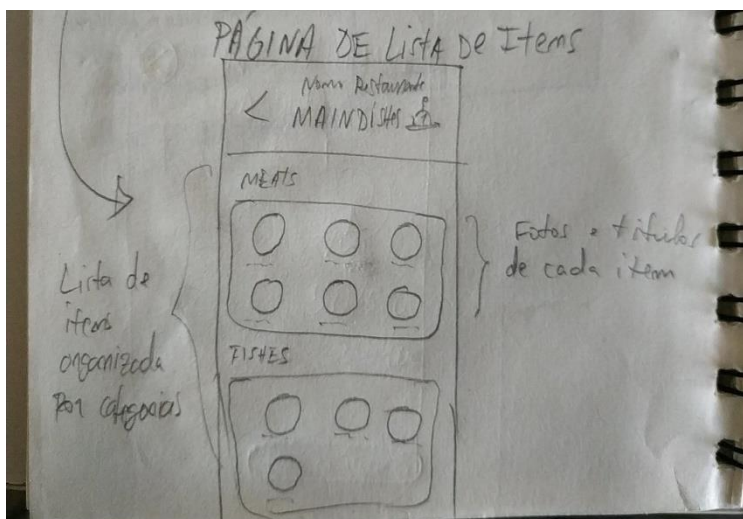 PÁGINA DE Lista De Items
<
Nome Restaurante
MAINDISHES
MEATS
Fotos e títulos
de cada item
Lista de
items
organizada
Por categorias
FISHES